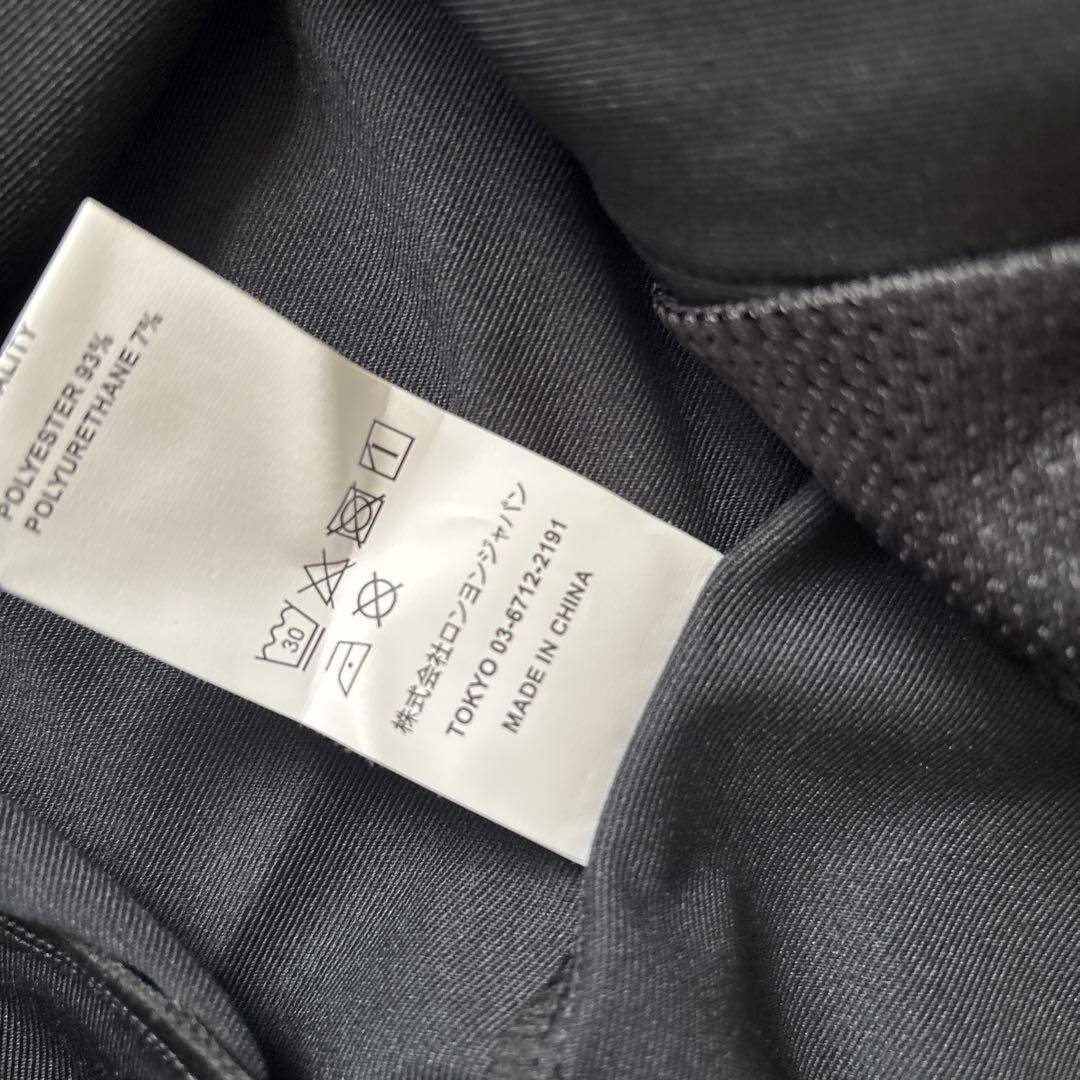 POLYESTER 93%
POLYURETHANE 7%
30
株式会社ロンヨンジャパン
TOKYO 03-6712-2191
MADE IN CHINA